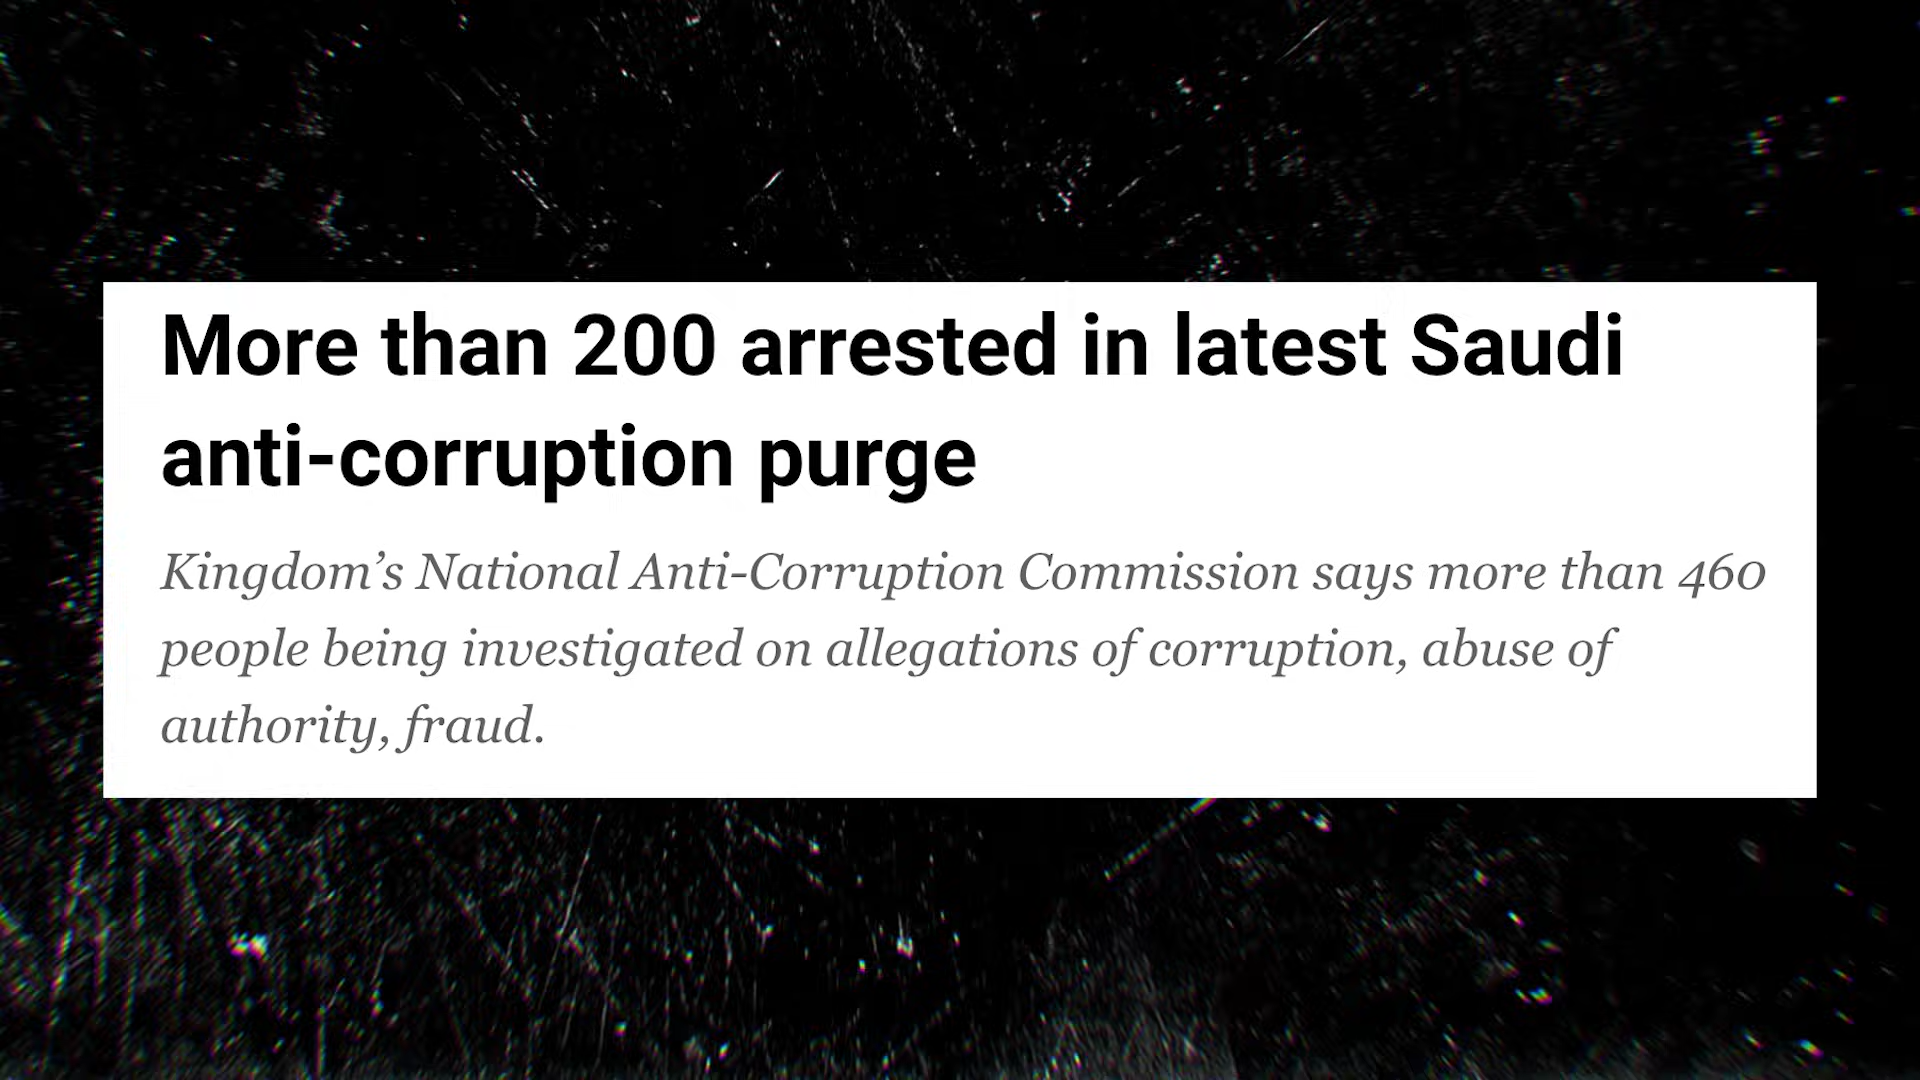 More than 200 arrested in latest Saudi
anti-corruption purge
Kingdom’s National Anti-Corruption Commission says more than 460
people being investigated on allegations of corruption, abuse of
authority, fraud.